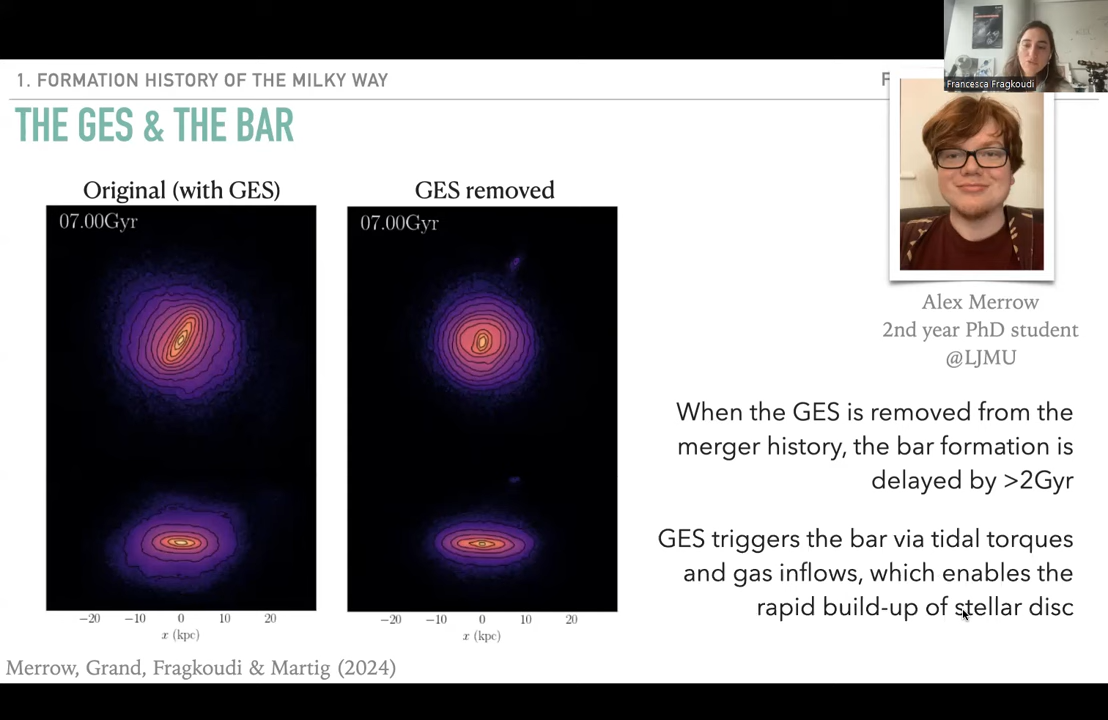 1. FORMATION HISTORY OF THE MILKY WAY
F
Francesca Fragkoudi
THE GES & THE BAR
Original (with GES)
07.00Gyr
GES removed
07.00Gyr
−20 −10 0 10 20
x (kpc)
−20 −10 0 10 20
x (kpc)
Alex Merrow
2nd year PhD student
@LJMU
When the GES is removed from the
merger history, the bar formation is
delayed by >2Gyr
GES triggers the bar via tidal torques
and gas inflows, which enables the
rapid build-up of stellar disc
Merrow, Grand, Fragkoudi & Martig (2024)